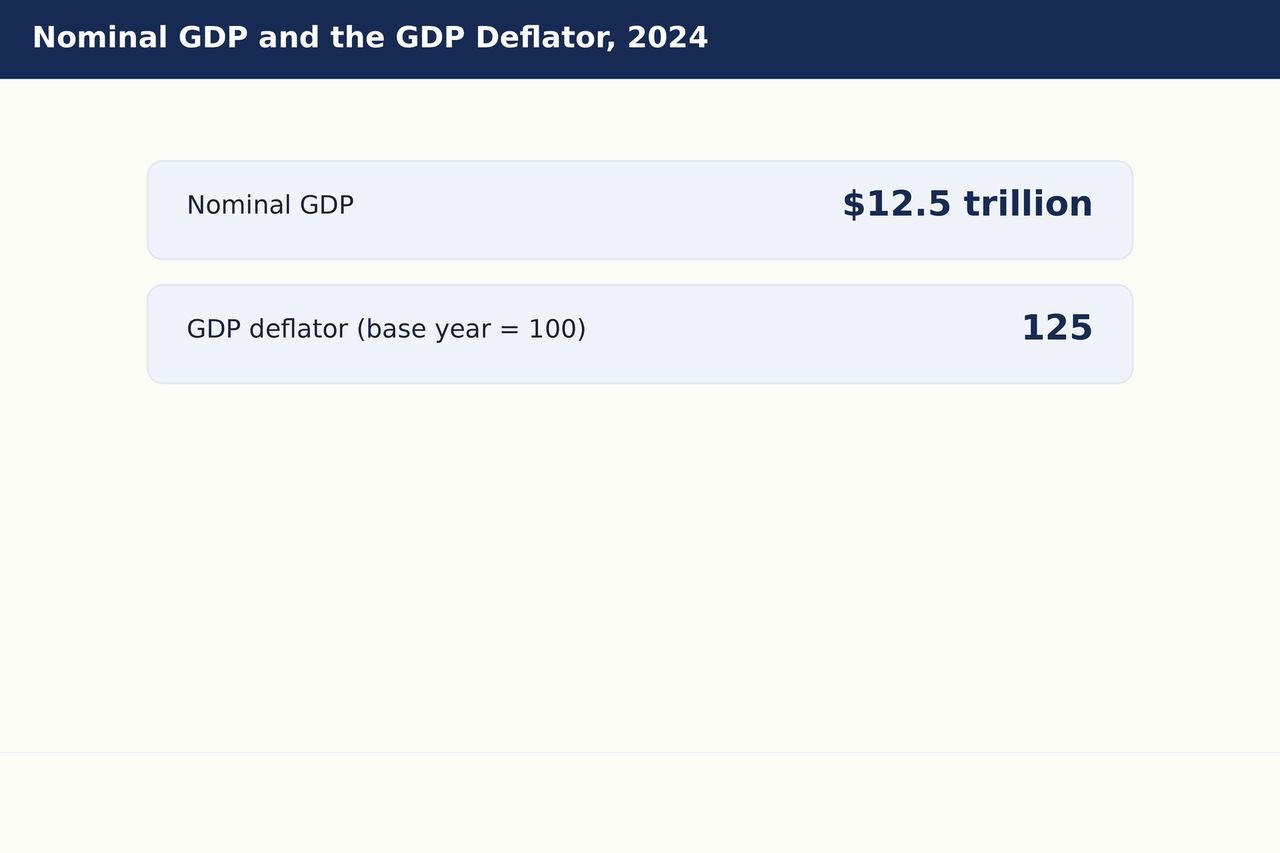 Nominal GDP and the GDP Deflator, 2024
Nominal GDP $12.5 trillion
GDP deflator (base year = 100) 125